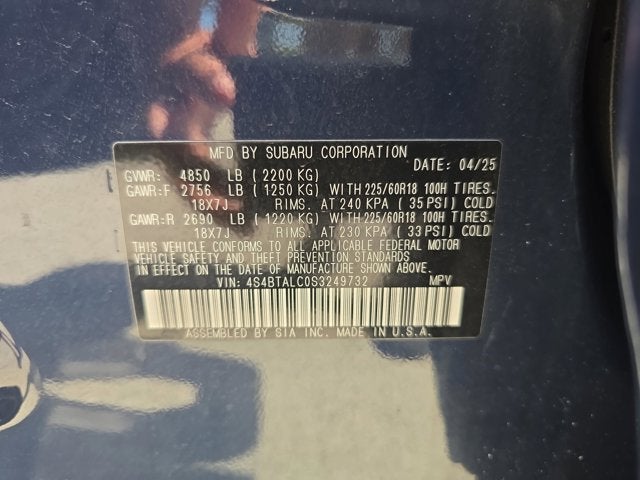 MFD BY SUBARU CORPORATION
DATE: 04/25
GVWR: 4850 LB ( 2200 KG)
GAWR:F 2756 LB ( 1250 KG) WITH 225/60R18 100H TIRES.
18X7J RIMS. AT 240 KPA ( 35 PSI) COLD
GAWR:R 2690 LB ( 1220 KG) WITH 225/60R18 100H TIRES.
18X7J RIMS. AT 230 KPA ( 33 PSI) COLD
THIS VEHICLE CONFORMS TO ALL APPLICABLE FEDERAL MOTOR
VEHICLE SAFETY AND THEFT PREVENTION STANDARDS
IN EFFECT ON THE DATE OF MANUFACTURE SHOWN ABOVE.
VIN: 4S4BTALC0S3249732 MPV
ASSEMBLED BY SIA INC. MADE IN U.S.A.